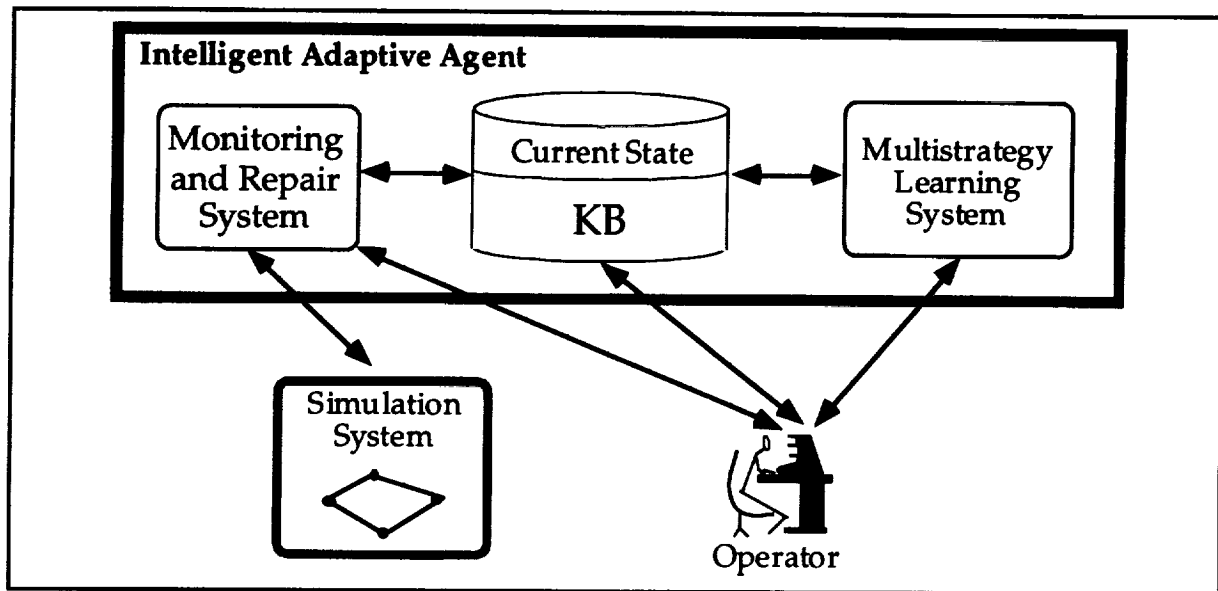 Intelligent Adaptive Agent
Monitoring
and Repair
System
Current State
KB
Multistrategy
Learning
System
Simulation
System
Operator